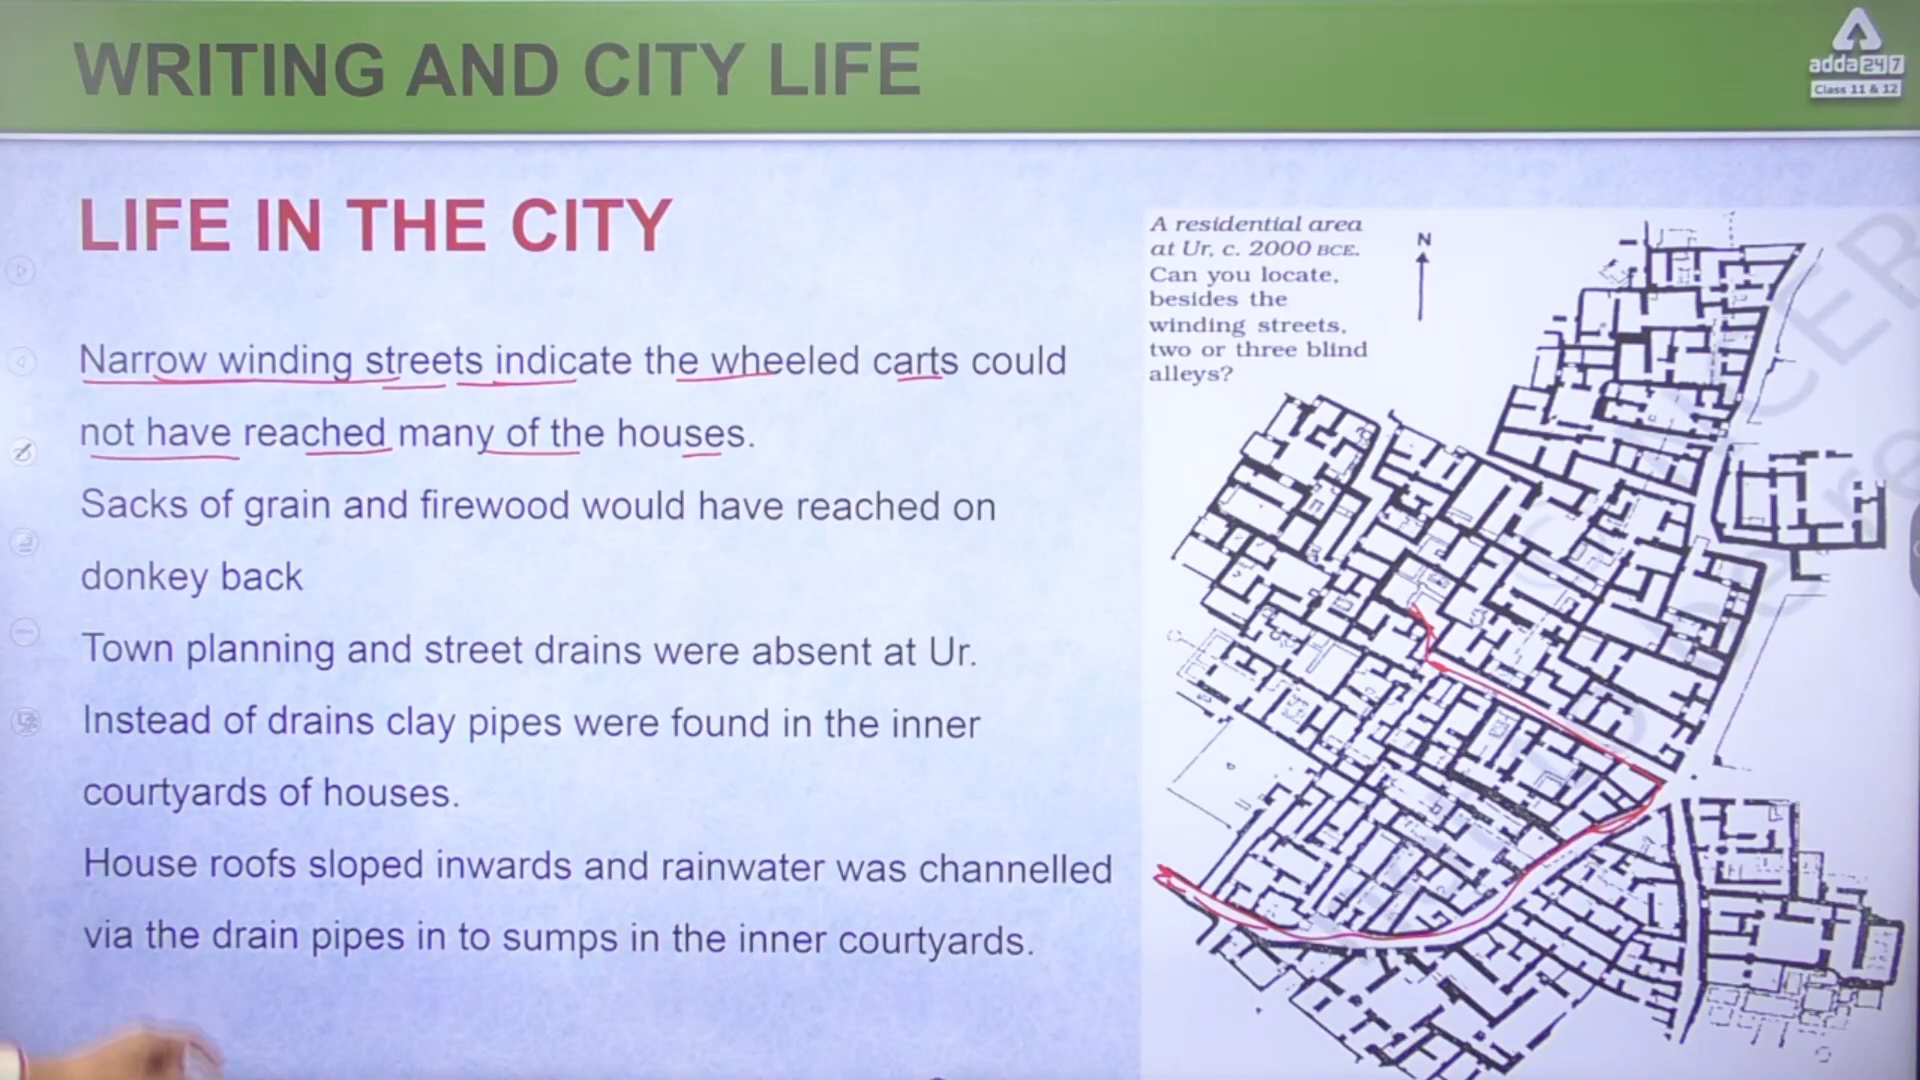 WRITING AND CITY LIFE
adda247
Class 11 & 12
LIFE IN THE CITY
A residential area
at Ur, c. 2000 BCE.
Can you locate,
besides the
winding streets,
two or three blind
alleys?
N
Narrow winding streets indicate the wheeled carts could
not have reached many of the houses.
Sacks of grain and firewood would have reached on
donkey back
Town planning and street drains were absent at Ur.
Instead of drains clay pipes were found in the inner
courtyards of houses.
House roofs sloped inwards and rainwater was channelled
via the drain pipes in to sumps in the inner courtyards.